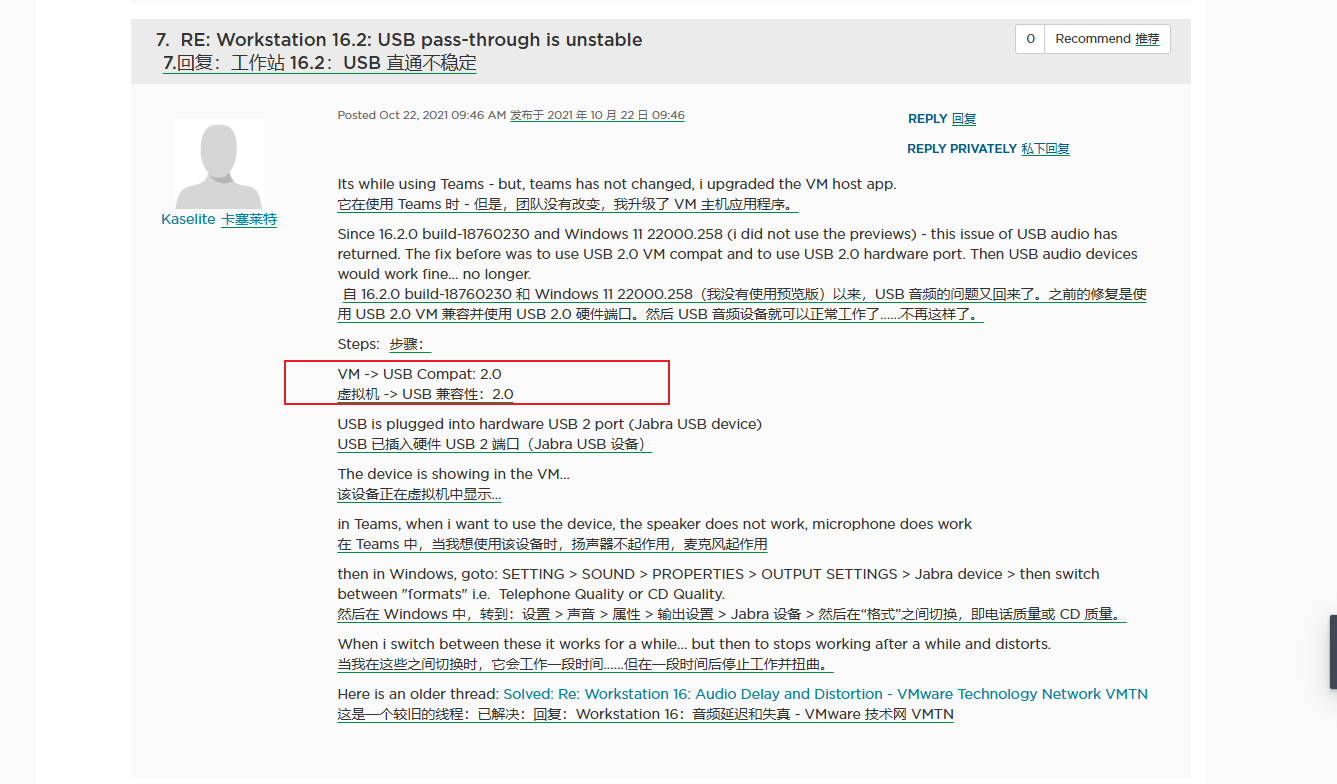 7. RE: Workstation 16.2: USB pass-through is unstable
7.回复：工作站 16.2：USB 直通不稳定
0 Recommend 推荐
Posted Oct 22, 2021 09:46 AM 发布于 2021 年 10 月 22 日 09:46
REPLY 回复
REPLY PRIVATELY 私下回复
Kaselite 卡塞莱特
Its while using Teams - but, teams has not changed, i upgraded the VM host app.
它在使用 Teams 时 - 但是，团队没有改变，我升级了 VM 主机应用程序。
Since 16.2.0 build-18760230 and Windows 11 22000.258 (i did not use the previews) - this issue of USB audio has
returned. The fix before was to use USB 2.0 VM compat and to use USB 2.0 hardware port. Then USB audio devices
would work fine... no longer.
自 16.2.0 build-18760230 和 Windows 11 22000.258（我没有使用预览版）以来，USB 音频的问题又回来了。之前的修复是使
用 USB 2.0 VM 兼容并使用 USB 2.0 硬件端口。然后 USB 音频设备就可以正常工作了......不再这样了。
Steps: 步骤：
VM -> USB Compat: 2.0
虚拟机 -> USB 兼容性：2.0
USB is plugged into hardware USB 2 port (Jabra USB device)
USB 已插入硬件 USB 2 端口（Jabra USB 设备）
The device is showing in the VM...
该设备正在虚拟机中显示...
in Teams, when i want to use the device, the speaker does not work, microphone does work
在 Teams 中，当我想使用该设备时，扬声器不起作用，麦克风起作用
then in Windows, goto: SETTING > SOUND > PROPERTIES > OUTPUT SETTINGS > Jabra device > then switch
between "formats" i.e. Telephone Quality or CD Quality.
然后在 Windows 中，转到：设置 > 声音 > 属性 > 输出设置 > Jabra 设备 > 然后在“格式”之间切换，即电话质量或 CD 质量。
When i switch between these it works for a while... but then to stops working after a while and distorts.
当我在这些之间切换时，它会工作一段时间......但在一段时间后停止工作并扭曲。
Here is an older thread: Solved: Re: Workstation 16: Audio Delay and Distortion - VMware Technology Network VMTN
这是一个较旧的线程：已解决：回复：Workstation 16：音频延迟和失真 - VMware 技术网 VMTN